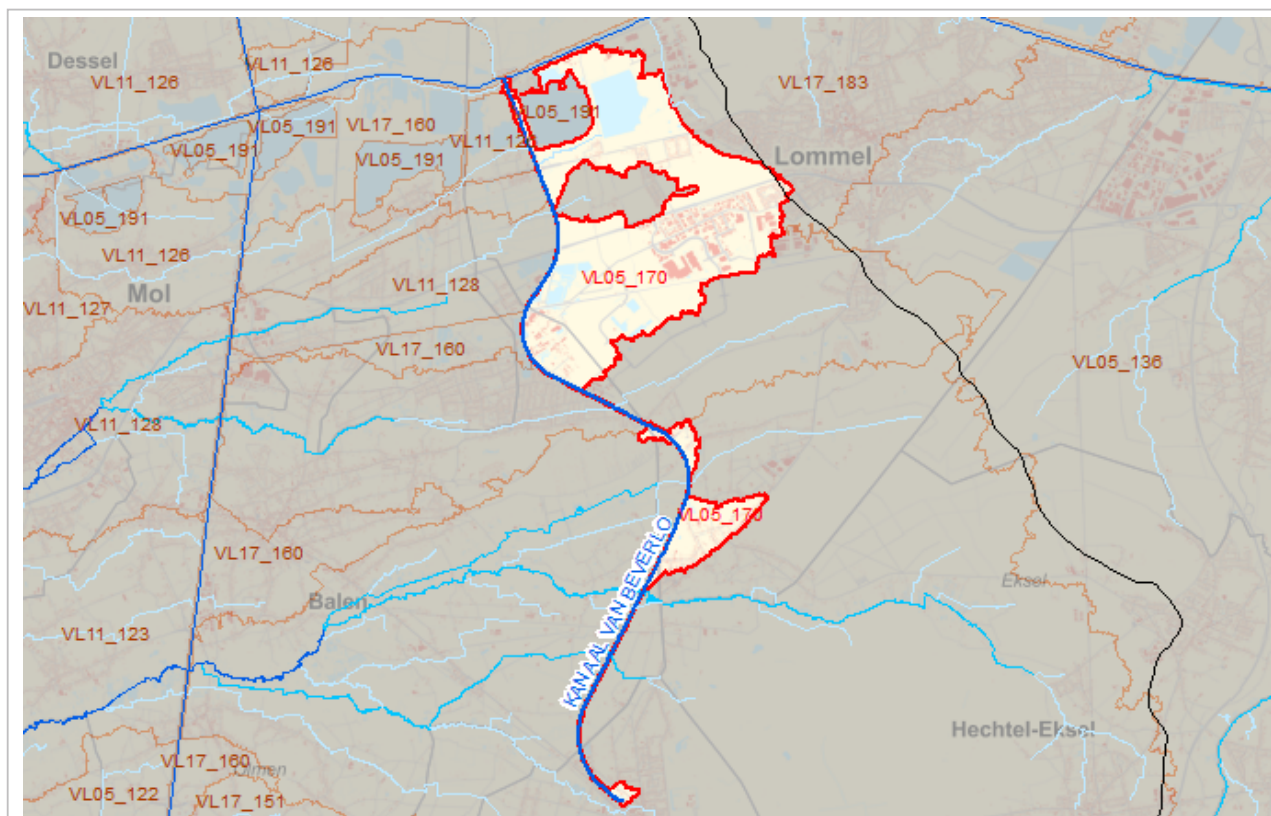 Dessel
VL11_126
VL11_126
VL17_183
VL05_191
VL05_191
VL17_160
VL05_191
VL05_191
Lommel
VL05_191
VL11_126
VL05_170
VL11_128
Mol
VL11_127
VL17_160
VL05_136
VL11_128
VL05_170
VL17_160
KANAAL VAN BEVERLO
Eksel
Balen
VL11_123
Hechtel-Eksel
VL17_160
VL05_122
VL17_151